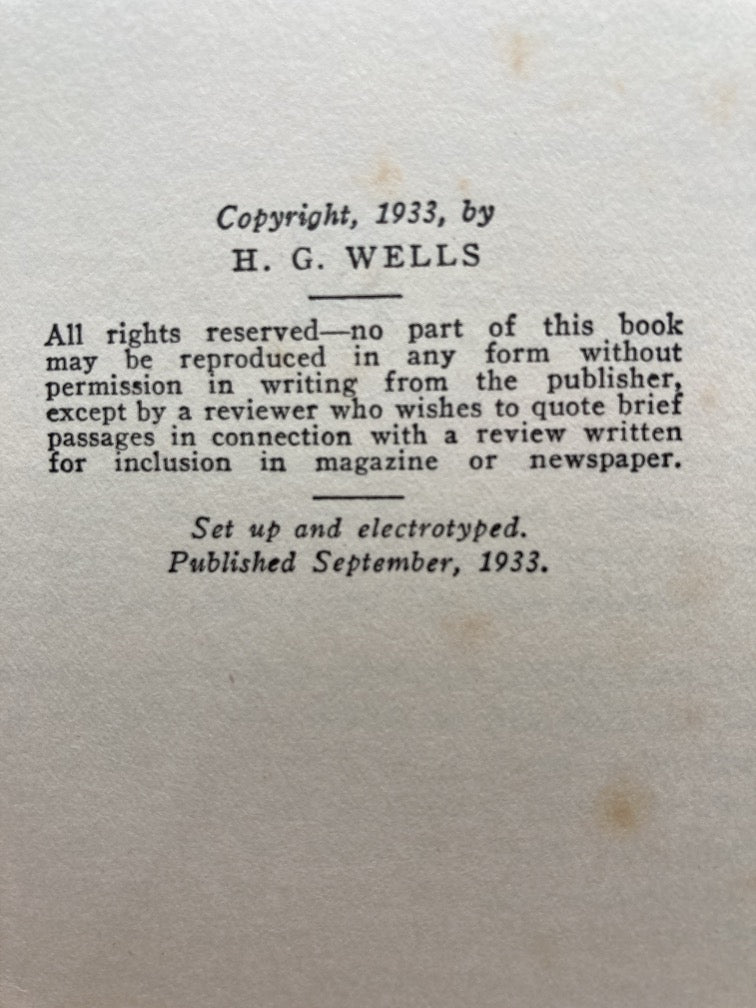 Copyright, 1933, by
H. G. WELLS
All rights reserved—no part of this book
may be reproduced in any form without
permission in writing from the publisher,
except by a reviewer who wishes to quote brief
passages in connection with a review written
for inclusion in magazine or newspaper.
Set up and electrotyped.
Published September, 1933.